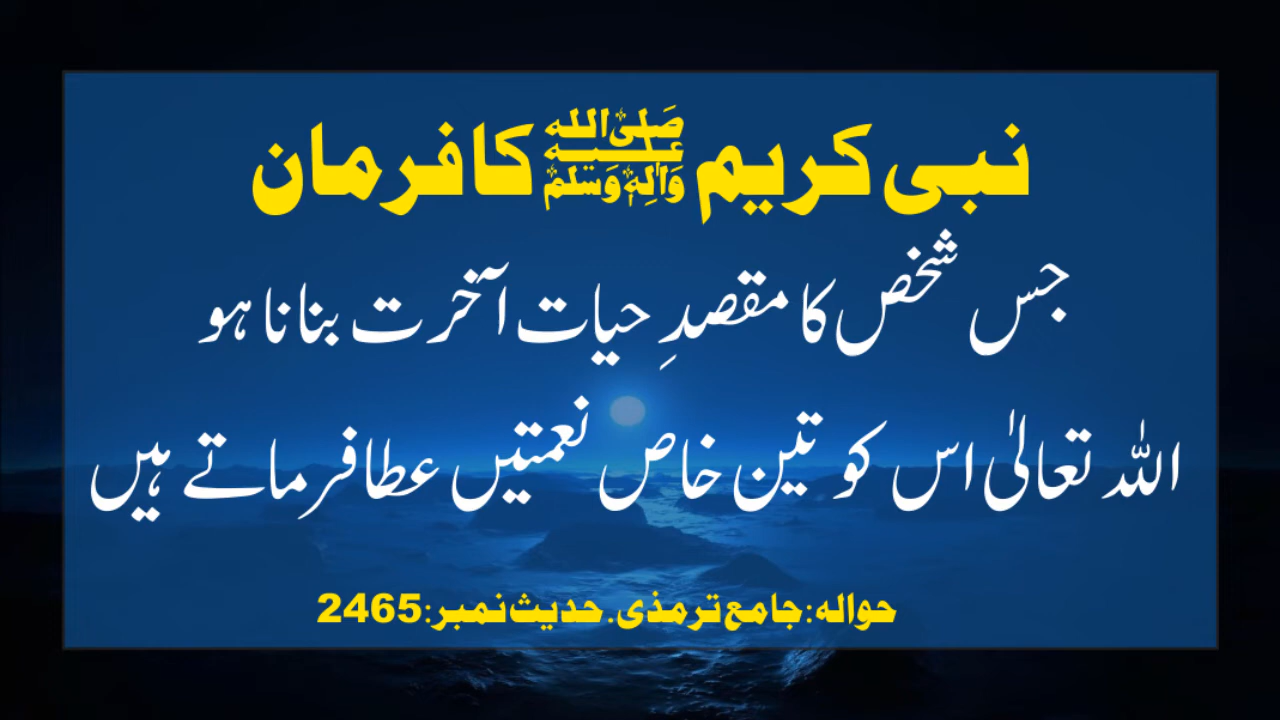 نبی کریم ﷺ کا فرمان
جس شخص کا مقصدِ حیات آخرت بنانا ہو
اللہ تعالیٰ اس کو تین خاص نعمتیں عطا فرماتے ہیں
حوالہ:جامع ترمذی.حدیث نمبر:2465